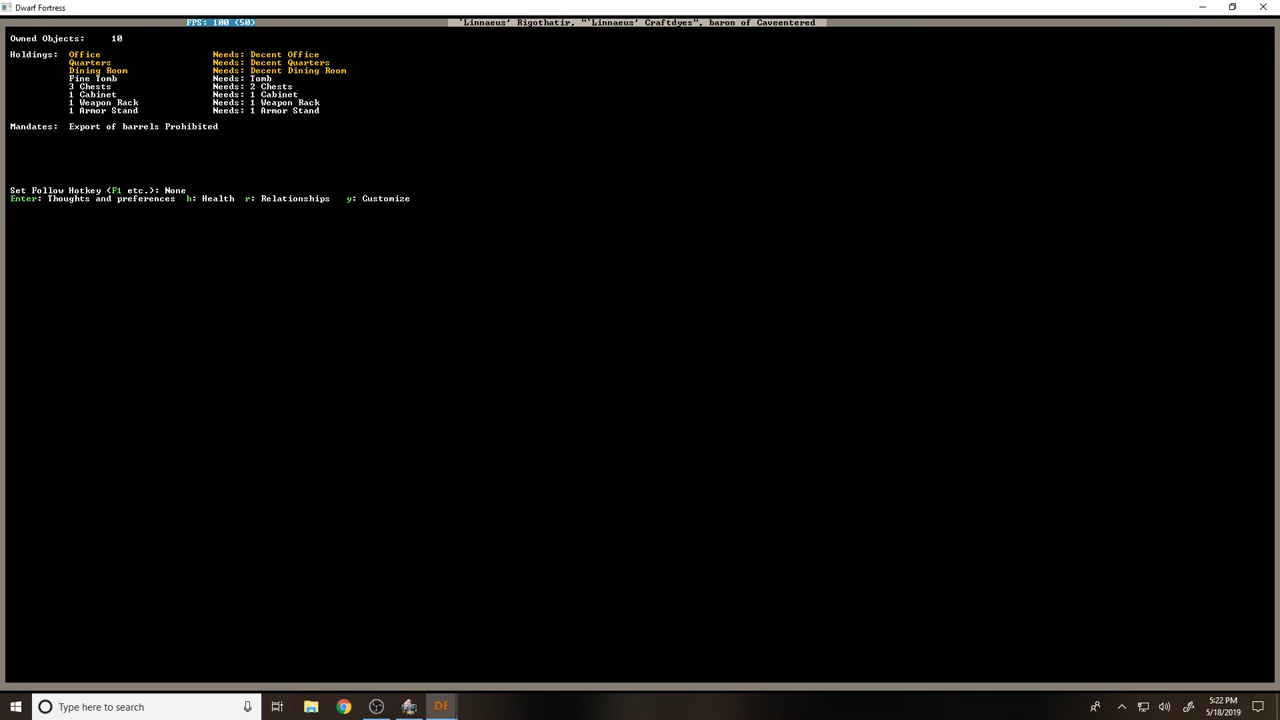 Dwarf Fortress
FPS: 100 (50)
`Linnaeus' Rigothatir, "`Linnaeus' Craftdyes", baron of Caveentered
Owned Objects: 10
Holdings: Office Needs: Decent Office
Quarters Needs: Decent Quarters
Dining Room Needs: Decent Dining Room
Fine Tomb Needs: Tomb
3 Chests Needs: 2 Chests
1 Cabinet Needs: 1 Cabinet
1 Weapon Rack Needs: 1 Weapon Rack
1 Armor Stand Needs: 1 Armor Stand
Mandates: Export of barrels Prohibited
Set Follow Hotkey (F1 etc.): None
Enter: Thoughts and preferences h: Health r: Relationships y: Customize
Type here to search
DF
5:22 PM
5/18/2019